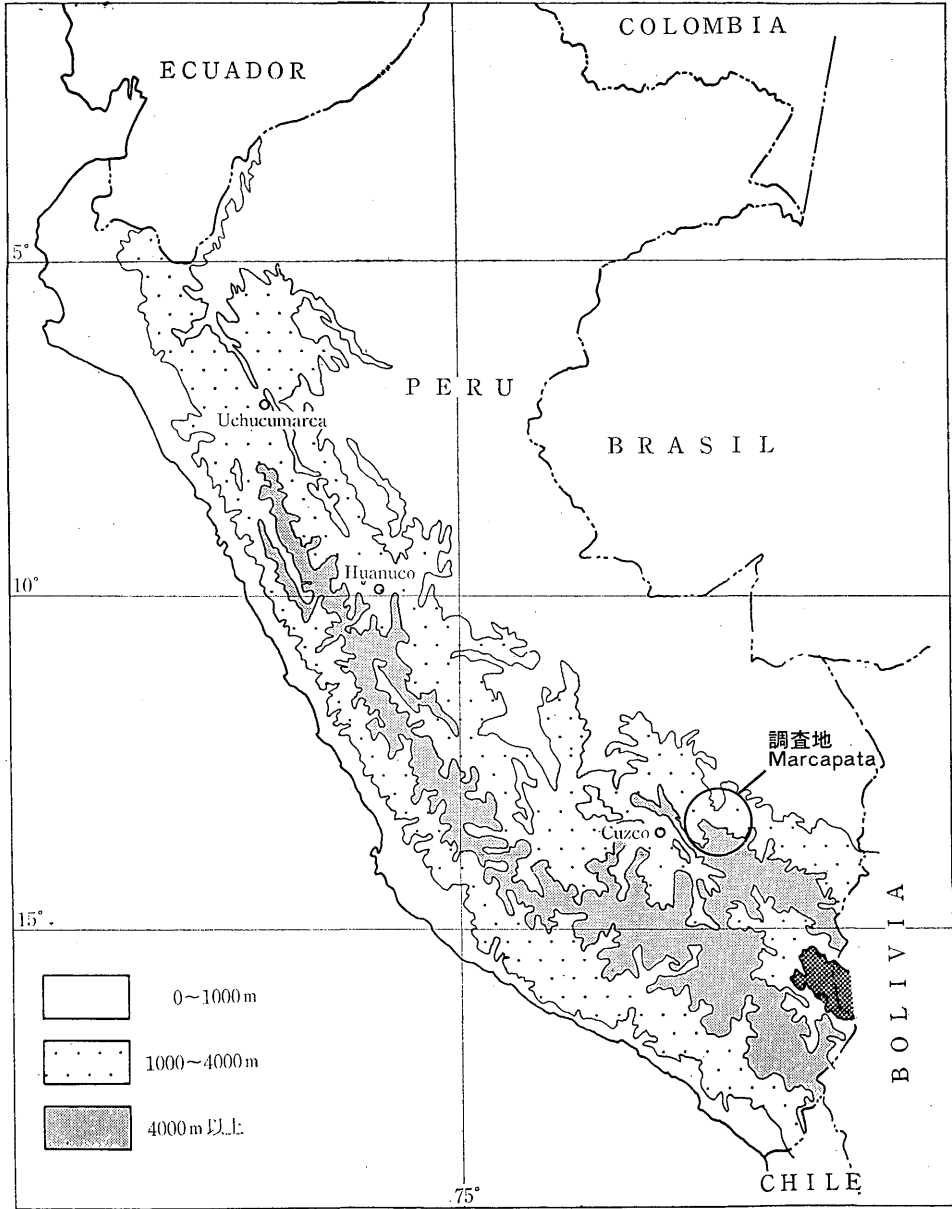 COLOMBIA
ECUADOR
5°
PERU
Uchucumarca
BRASIL
Huanuco
10°
調査地
Marcapata
Cuzco
15°
BOLIVIA
0~1000m
1000~4000m
4000m以上
75°
CHILE